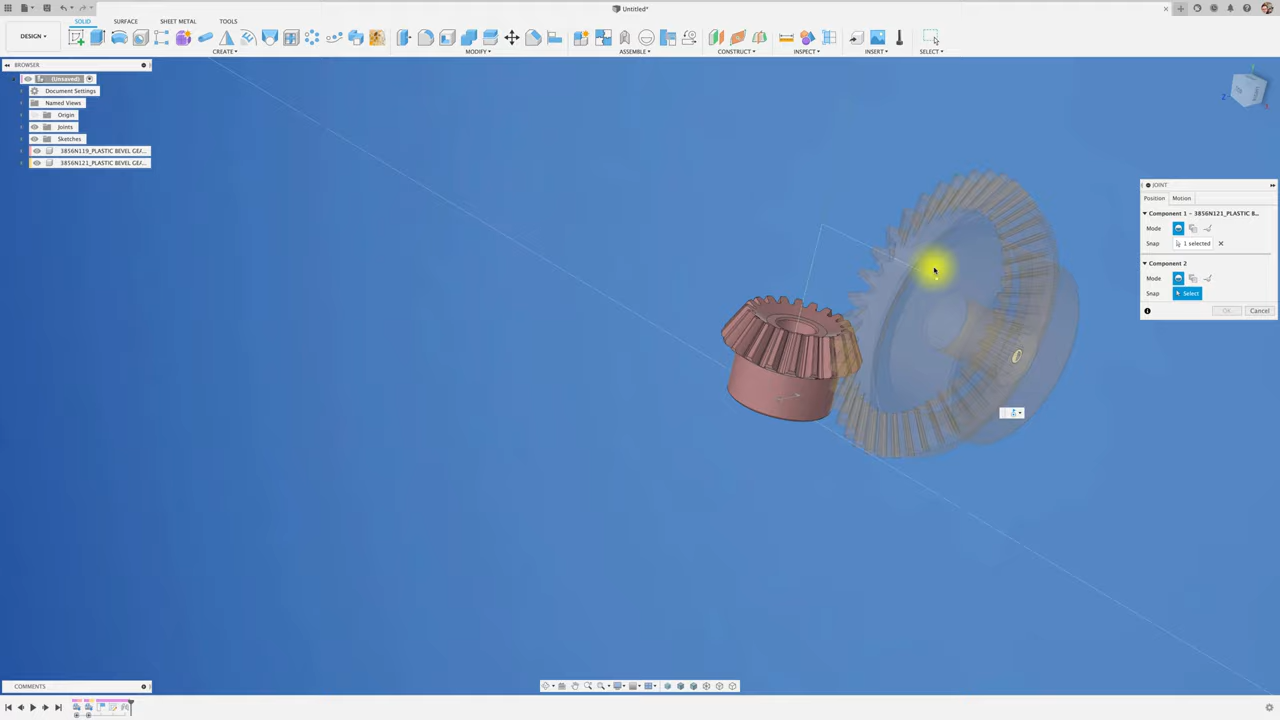 Untitled*
DESIGN
SOLID SURFACE SHEET METAL TOOLS
CREATE MODIFY ASSEMBLE CONSTRUCT INSPECT INSERT SELECT
BROWSER
(Unsaved)
Document Settings
Named Views
Origin
Joints
Sketches
3856N119_PLASTIC BEVEL GE/...
3856N121_PLASTIC BEVEL GE/...
JOINT
Position Motion
Component 1 - 3856N121_PLASTIC B...
Mode
Snap 1 selected
Component 2
Mode
Snap Select
Cancel
COMMENTS